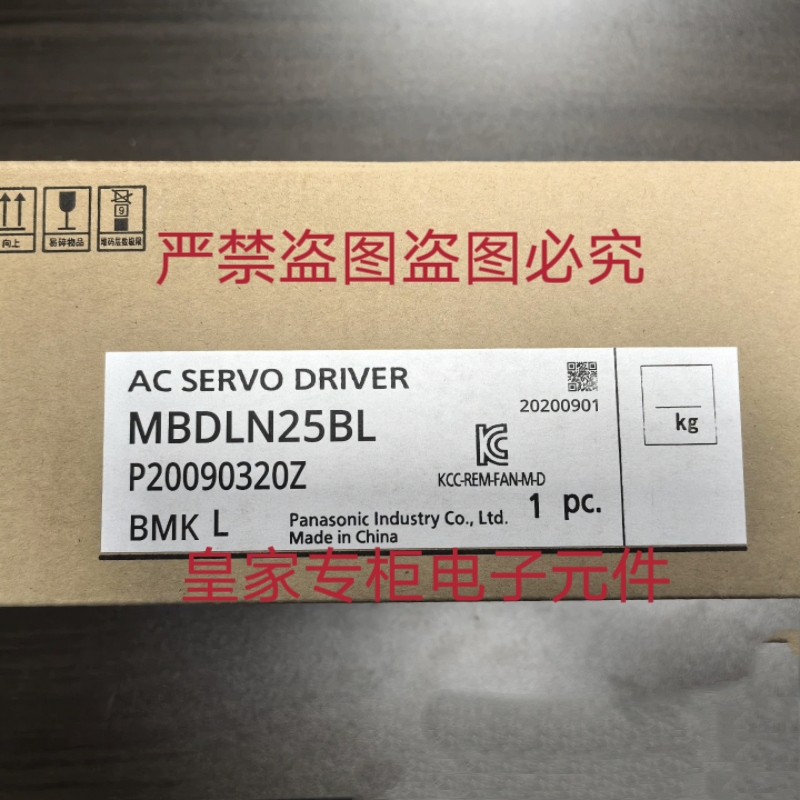 向上
易碎物品
9
堆码层数极限
严禁盗图盗图必究
AC SERVO DRIVER
20200901
MBDLN25BL
kg
P20090320Z
KCC-REM-FAN-M-D
BMK L
Panasonic Industry Co., Ltd.
1 pc.
Made in China
皇家专柜电子元件